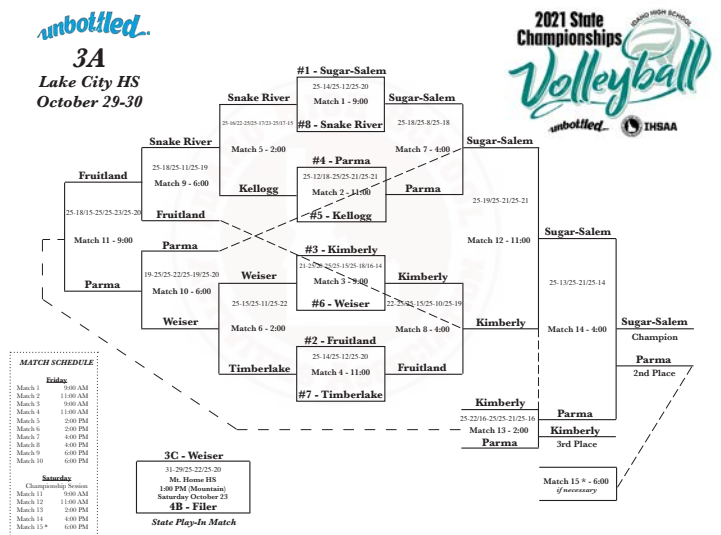 unbottled.
3A
Lake City HS
October 29-30
2021 State
Championships
IDAHO HIGH SCHOOL
Volleyball
unbottled.
IHSAA
#1 - Sugar-Salem
25-14/25-12/25-20
Match 1 - 9:00
#8 - Snake River
Snake River
25-16/22-25/25-17/23-25/17-15
Match 5 - 2:00
Kellogg
#4 - Parma
25-12/18-25/25-21/25-21
Match 2 - 11:00
#5 - Kellogg
Sugar-Salem
25-18/25-8/25-18
Match 7 - 4:00
Parma
Sugar-Salem
25-19/25-21/25-21
Match 12 - 11:00
Kimberly
Snake River
25-18/25-11/25-19
Match 9 - 6:00
Fruitland
Fruitland
25-18/15-25/25-23/25-20
Match 11 - 9:00
Parma
Parma
19-25/25-22/25-19/25-20
Match 10 - 6:00
Weiser
Weiser
25-15/25-11/25-22
Match 6 - 2:00
Timberlake
#3 - Kimberly
21-25/20-25/25-15/25-18/16-14
Match 3 - 9:00
#6 - Weiser
#2 - Fruitland
25-14/25-12/25-20
Match 4 - 11:00
#7 - Timberlake
Kimberly
22-25/25-15/25-10/25-19
Match 8 - 4:00
Fruitland
Sugar-Salem
25-13/25-21/25-14
Match 14 - 4:00
Parma
Sugar-Salem
Champion
Parma
2nd Place
Kimberly
25-22/16-25/25-21/25-16
Match 13 - 2:00
Parma
Kimberly
3rd Place
Match 15 * - 6:00
if necessary
MATCH SCHEDULE
Friday
Match 1 9:00 AM
Match 2 11:00 AM
Match 3 9:00 AM
Match 4 11:00 AM
Match 5 2:00 PM
Match 6 2:00 PM
Match 7 4:00 PM
Match 8 4:00 PM
Match 9 6:00 PM
Match 10 6:00 PM
Saturday
Championship Session
Match 11 9:00 AM
Match 12 11:00 AM
Match 13 2:00 PM
Match 14 4:00 PM
Match 15 * 6:00 PM
3C - Weiser
31-29/25-22/25-20
Mt. Home HS
1:00 PM (Mountain)
Saturday October 23
4B - Filer
State Play-In Match